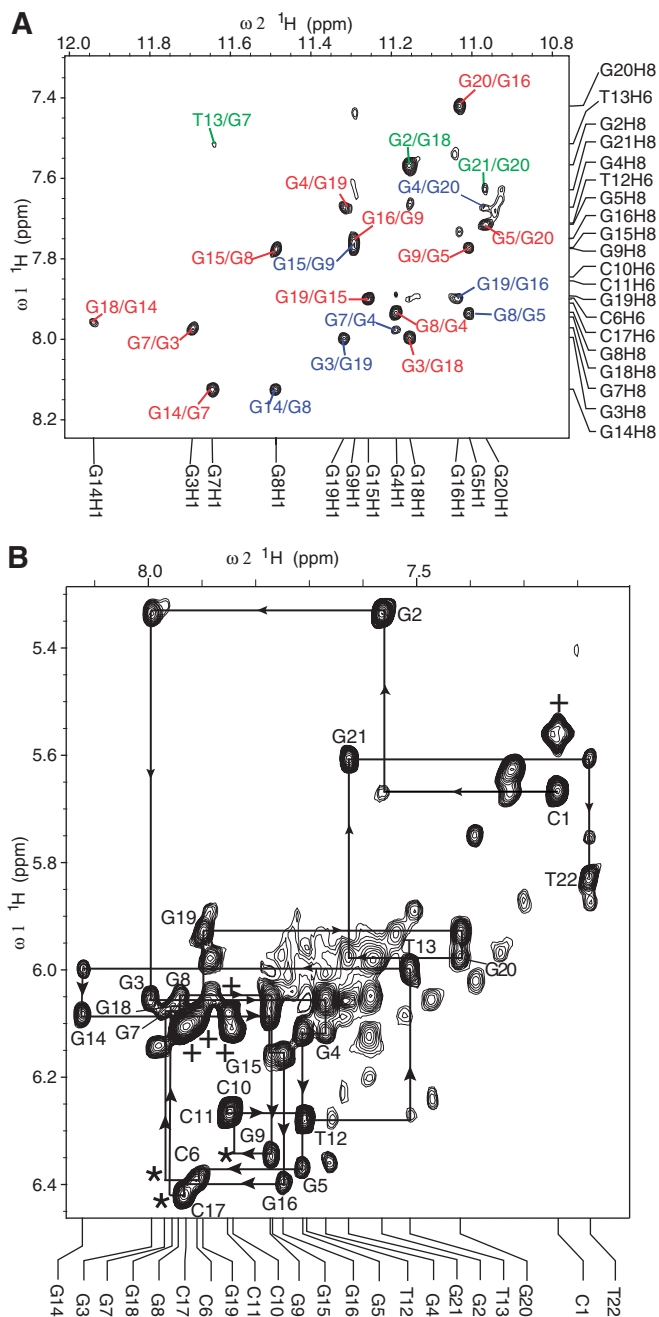 A
ω 2 ¹H (ppm)
12.0 11.8 11.6 11.4 11.2 11.0 10.8
ω 1 ¹H (ppm)
7.4
7.6
7.8
8.0
8.2
G20/G16
T13/G7
G2/G18
G21/G20
G4/G19
G4/G20
G16/G9
G5/G20
G15/G8
G15/G9
G9/G5
G18/G14
G19/G15
G19/G16
G7/G4
G8/G4
G8/G5
G7/G3
G3/G19
G3/G18
G14/G7
G14/G8
G20H8
T13H6
G2H8
G21H8
G4H8
T12H6
G5H8
G16H8
G15H8
G9H8
C10H6
C11H6
G19H8
C6H6
C17H6
G8H8
G18H8
G7H8
G3H8
G14H8
G14H1
G3H1
G7H1
G8H1
G19H1
G9H1
G15H1
G4H1
G18H1
G16H1
G5H1
G20H1
B
ω 2 ¹H (ppm)
8.0 7.5
ω 1 ¹H (ppm)
5.4
5.6
5.8
6.0
6.2
6.4
G2
+
G21
C1
T22
G19
T13
G20
G3
G8
+
G18
G7
G14
+
+
+
G15
G4
C10
C11
T12
G9
C6
*
*
*
G5
G16
C17
G14
G3
G7
G18
G8
C17
C6
G19
C11
C10
G9
G15
G16
G5
T12
G4
G21
G2
T13
G20
C1
T22